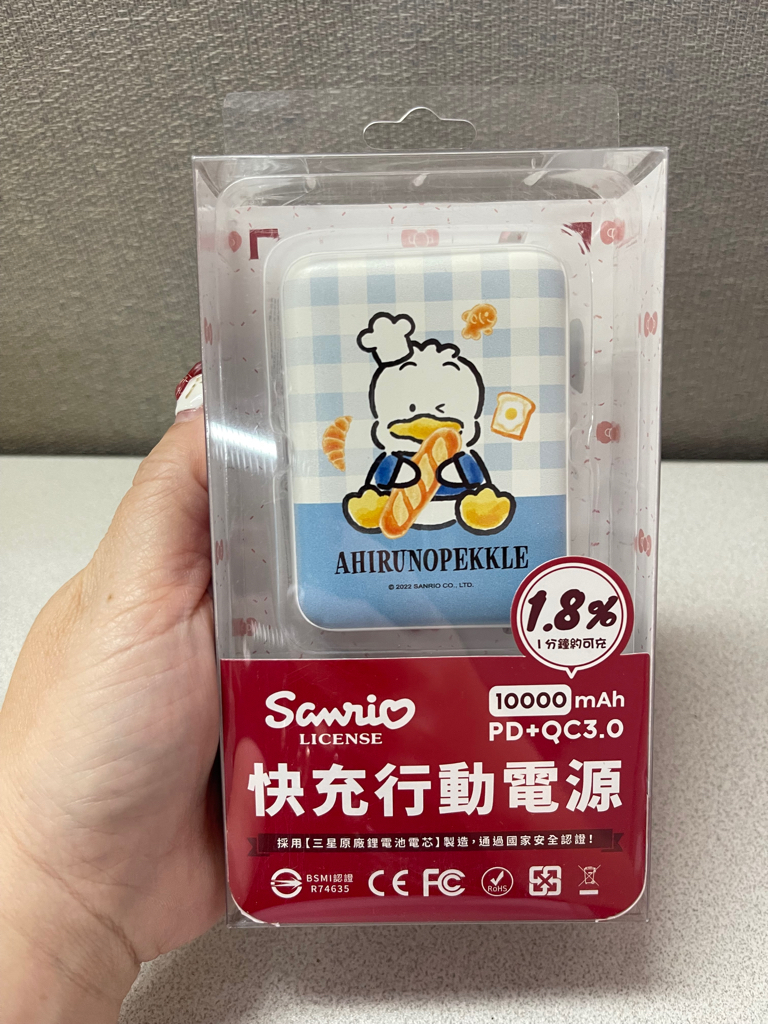 AHIRUNOPEKKLE
© 2022 SANRIO CO., LTD.
1.8%
1分鐘約可充
Sanrio
LICENSE
10000mAh
PD+QC3.0
快充行動電源
採用【三星原廠鋰電池電芯】製造,通過國家安全認證!
BSMI認證
R74635
CE FC RoHS